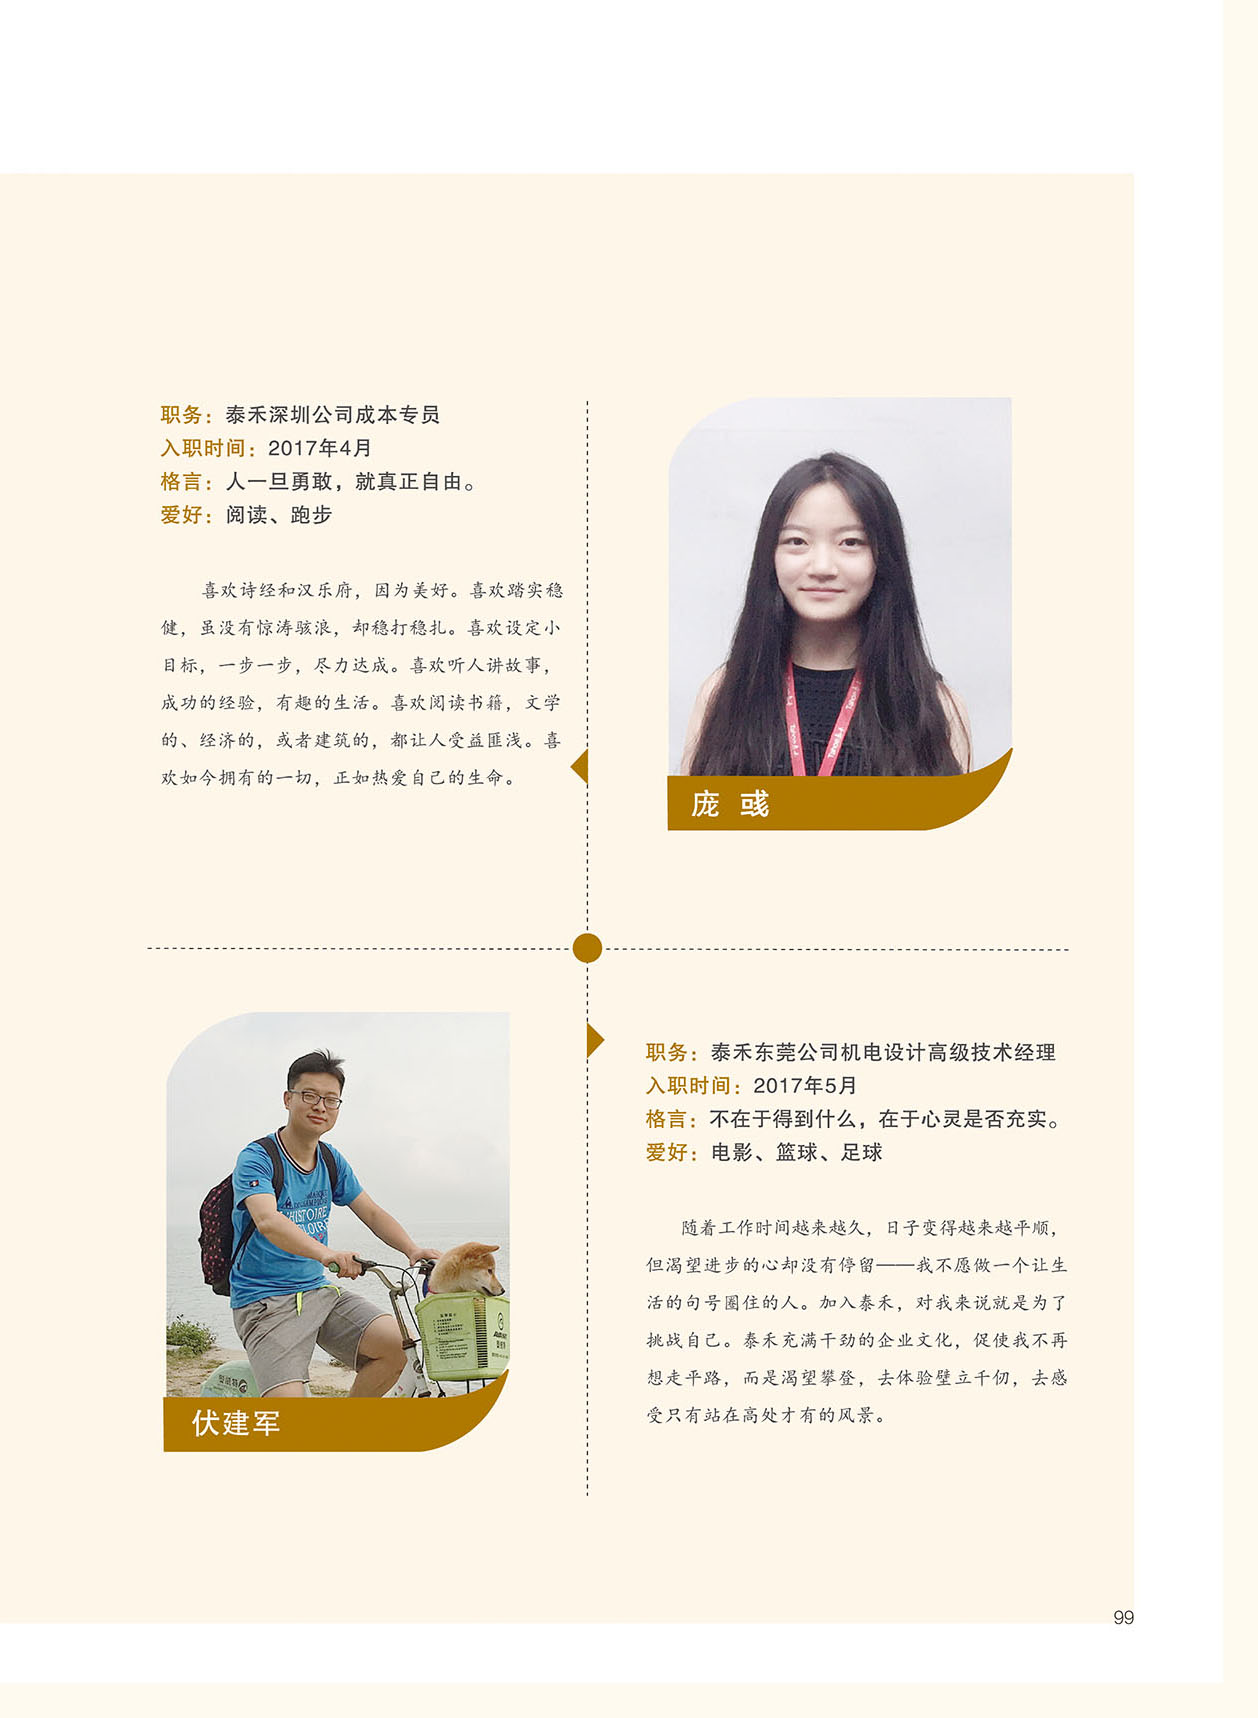 职务：泰禾深圳公司成本专员
入职时间：2017年4月
格言：人一旦勇敢，就真正自由。
爱好：阅读、跑步
喜欢诗经和汉乐府，因为美好。喜欢踏实稳
健，虽没有惊涛骇浪，却稳打稳扎。喜欢设定小
目标，一步一步，尽力达成。喜欢听人讲故事，
成功的经验，有趣的生活。喜欢阅读书籍，文学
的、经济的，或者建筑的，都让人受益匪浅。喜
欢如今拥有的一切，正如热爱自己的生命。
庞 彧
伏建军
职务：泰禾东莞公司机电设计高级技术经理
入职时间：2017年5月
格言：不在于得到什么，在于心灵是否充实。
爱好：电影、篮球、足球
随着工作时间越来越久，日子变得越来越平顺，
但渴望进步的心却没有停留——我不愿做一个让生
活的句号圈住的人。加入泰禾，对我来说就是为了
挑战自己。泰禾充满干劲的企业文化，促使我不再
想走平路，而是渴望攀登，去体验壁立千仞，去感
受只有站在高处才有的风景。
99